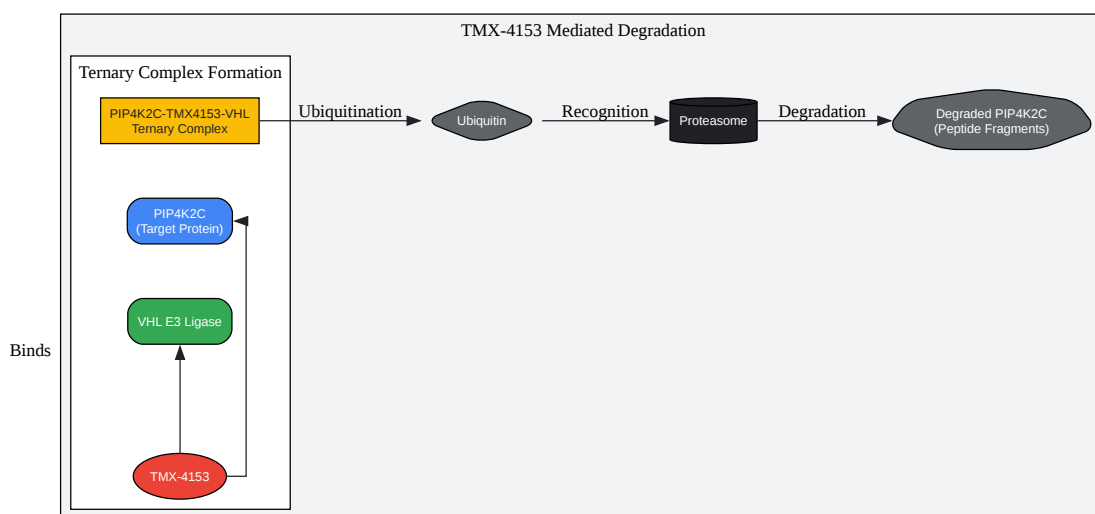 TMX-4153 Mediated Degradation
Ternary Complex Formation
PIP4K2C-TMX4153-VHL
Ternary Complex
Ubiquitination
Ubiquitin
Recognition
Proteasome
Degradation
Degraded PIP4K2C
(Peptide Fragments)
PIP4K2C
(Target Protein)
VHL E3 Ligase
Binds
TMX-4153